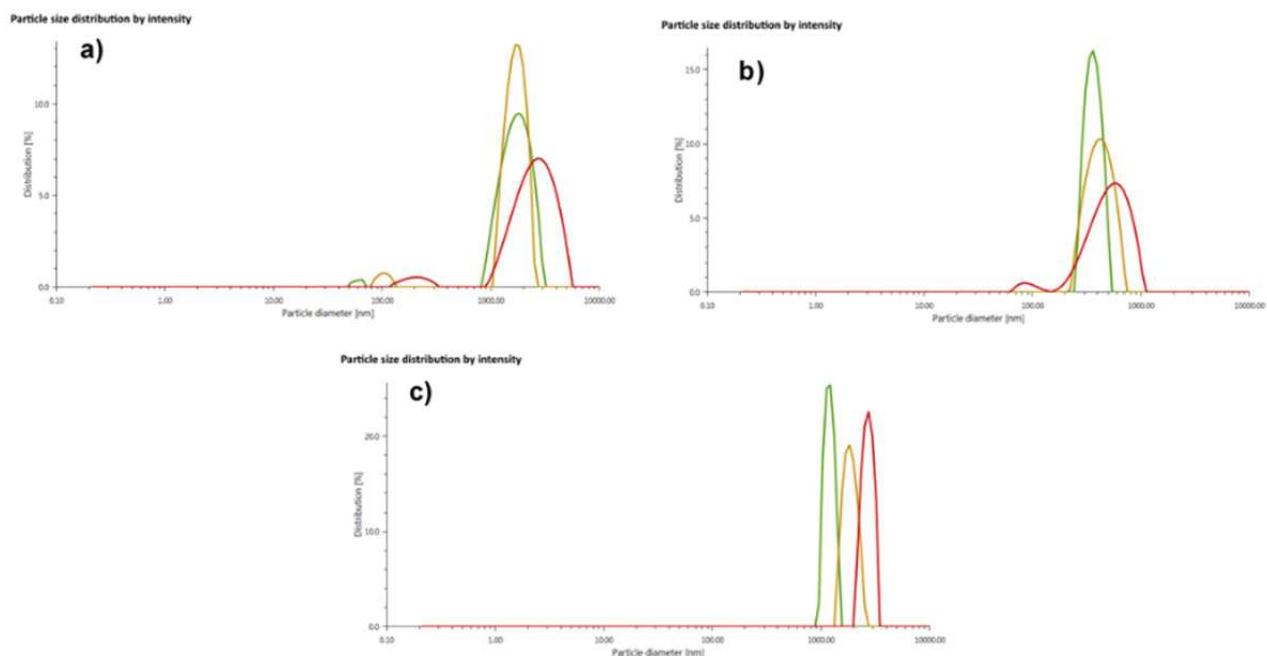 Particle size distribution by intensity
a)
10.0
5.0
0.0
Distribution [%]
0.10 1.00 10.00 100.00 1000.00 10000.00
Particle diameter [nm]
Particle size distribution by intensity
b)
15.0
10.0
5.0
0.0
Distribution [%]
0.10 1.00 10.00 100.00 1000.00 10000.00
Particle diameter [nm]
Particle size distribution by intensity
c)
20.0
10.0
0.0
Distribution [%]
0.10 1.00 10.00 100.00 1000.00 10000.00
Particle diameter [nm]